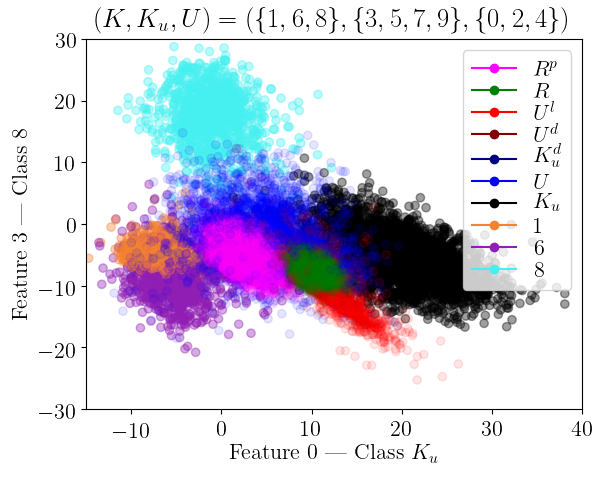 (K, K_u, U) = ({1, 6, 8}, {3, 5, 7, 9}, {0, 2, 4})
30
20
10
0
−10
−20
−30
Feature 3 — Class 8
R^p
R
U^l
U^d
K_u^d
U
K_u
1
6
8
−10
0
10
20
30
40
Feature 0 — Class K_u